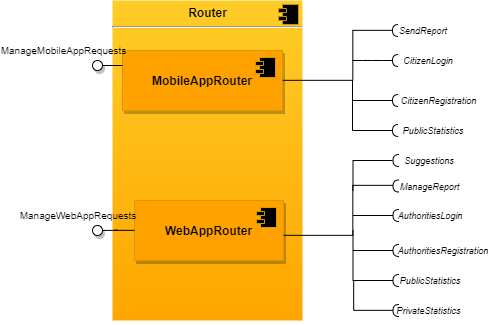 Router
ManageMobileAppRequests
MobileAppRouter
SendReport
CitizenLogin
CitizenRegistration
PublicStatistics
ManageWebAppRequests
WebAppRouter
Suggestions
ManageReport
AuthoritiesLogin
AuthoritiesRegistration
PublicStatistics
PrivateStatistics